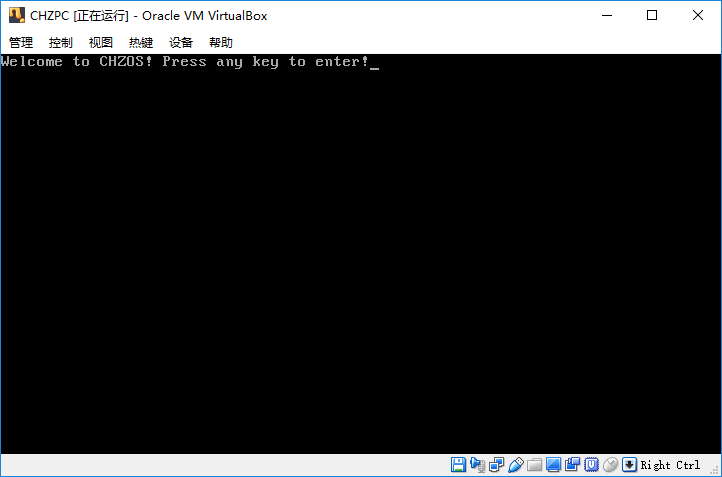 CHZPC [正在运行] - Oracle VM VirtualBox
管理 控制 视图 热键 设备 帮助
Welcome to CHZOS! Press any key to enter!_
Right Ctrl